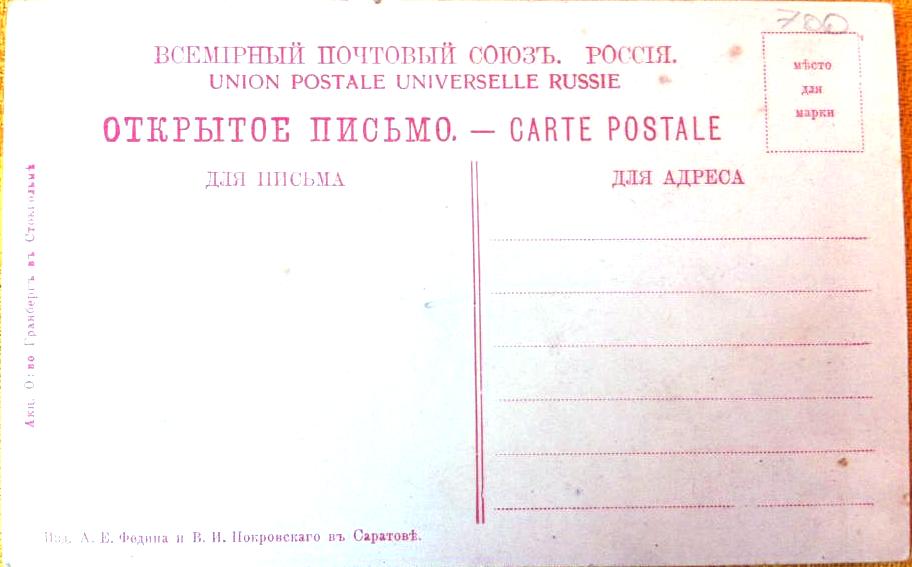 700
ВСЕМІРНЫЙ ПОЧТОВЫЙ СОЮЗЪ. РОССІЯ.
UNION POSTALE UNIVERSELLE RUSSIE
мѣсто
для
марки
ОТКРЫТОЕ ПИСЬМО. — CARTE POSTALE
ДЛЯ ПИСЬМА
ДЛЯ АДРЕСА
Акц. О:во Гранбергъ въ Стокгольмѣ
Изд. А. Е. Федина и В. И. Покровскаго въ Саратовѣ.